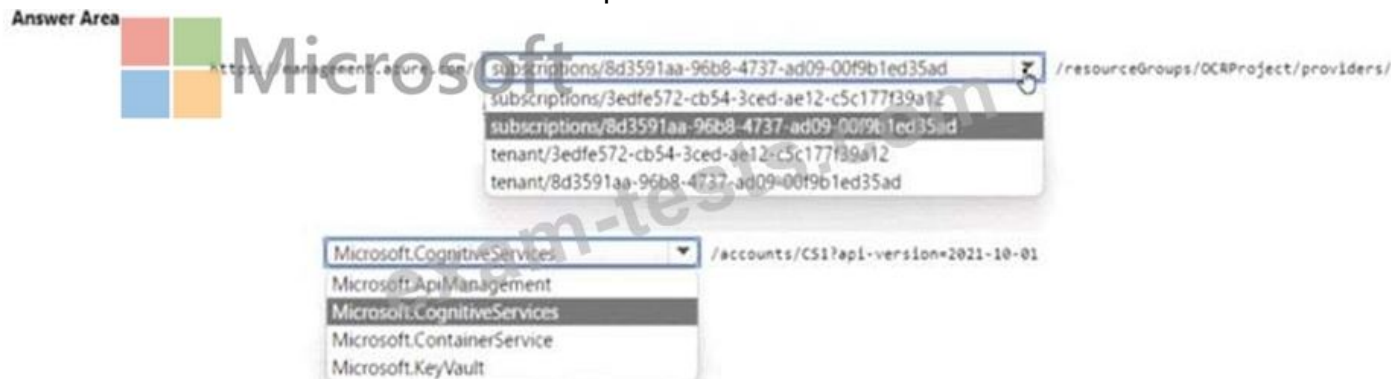 Answer Area
Microsoft
https://management.azure.com/ subscriptions/8d3591aa-96b8-4737-ad09-00f9b1ed35ad /resourceGroups/OCRProject/providers/
subscriptions/3edfe572-cb54-3ced-ae12-c5c177f39a12
subscriptions/8d3591aa-96b8-4737-ad09-00f9b1ed35ad
tenant/3edfe572-cb54-3ced-ae12-c5c177f39a12
tenant/8d3591aa-96b8-4737-ad09-00f9b1ed35ad
exam-tests.com
Microsoft.CognitiveServices /accounts/CS1?api-version=2021-10-01
Microsoft.ApiManagement
Microsoft.CognitiveServices
Microsoft.ContainerService
Microsoft.KeyVault